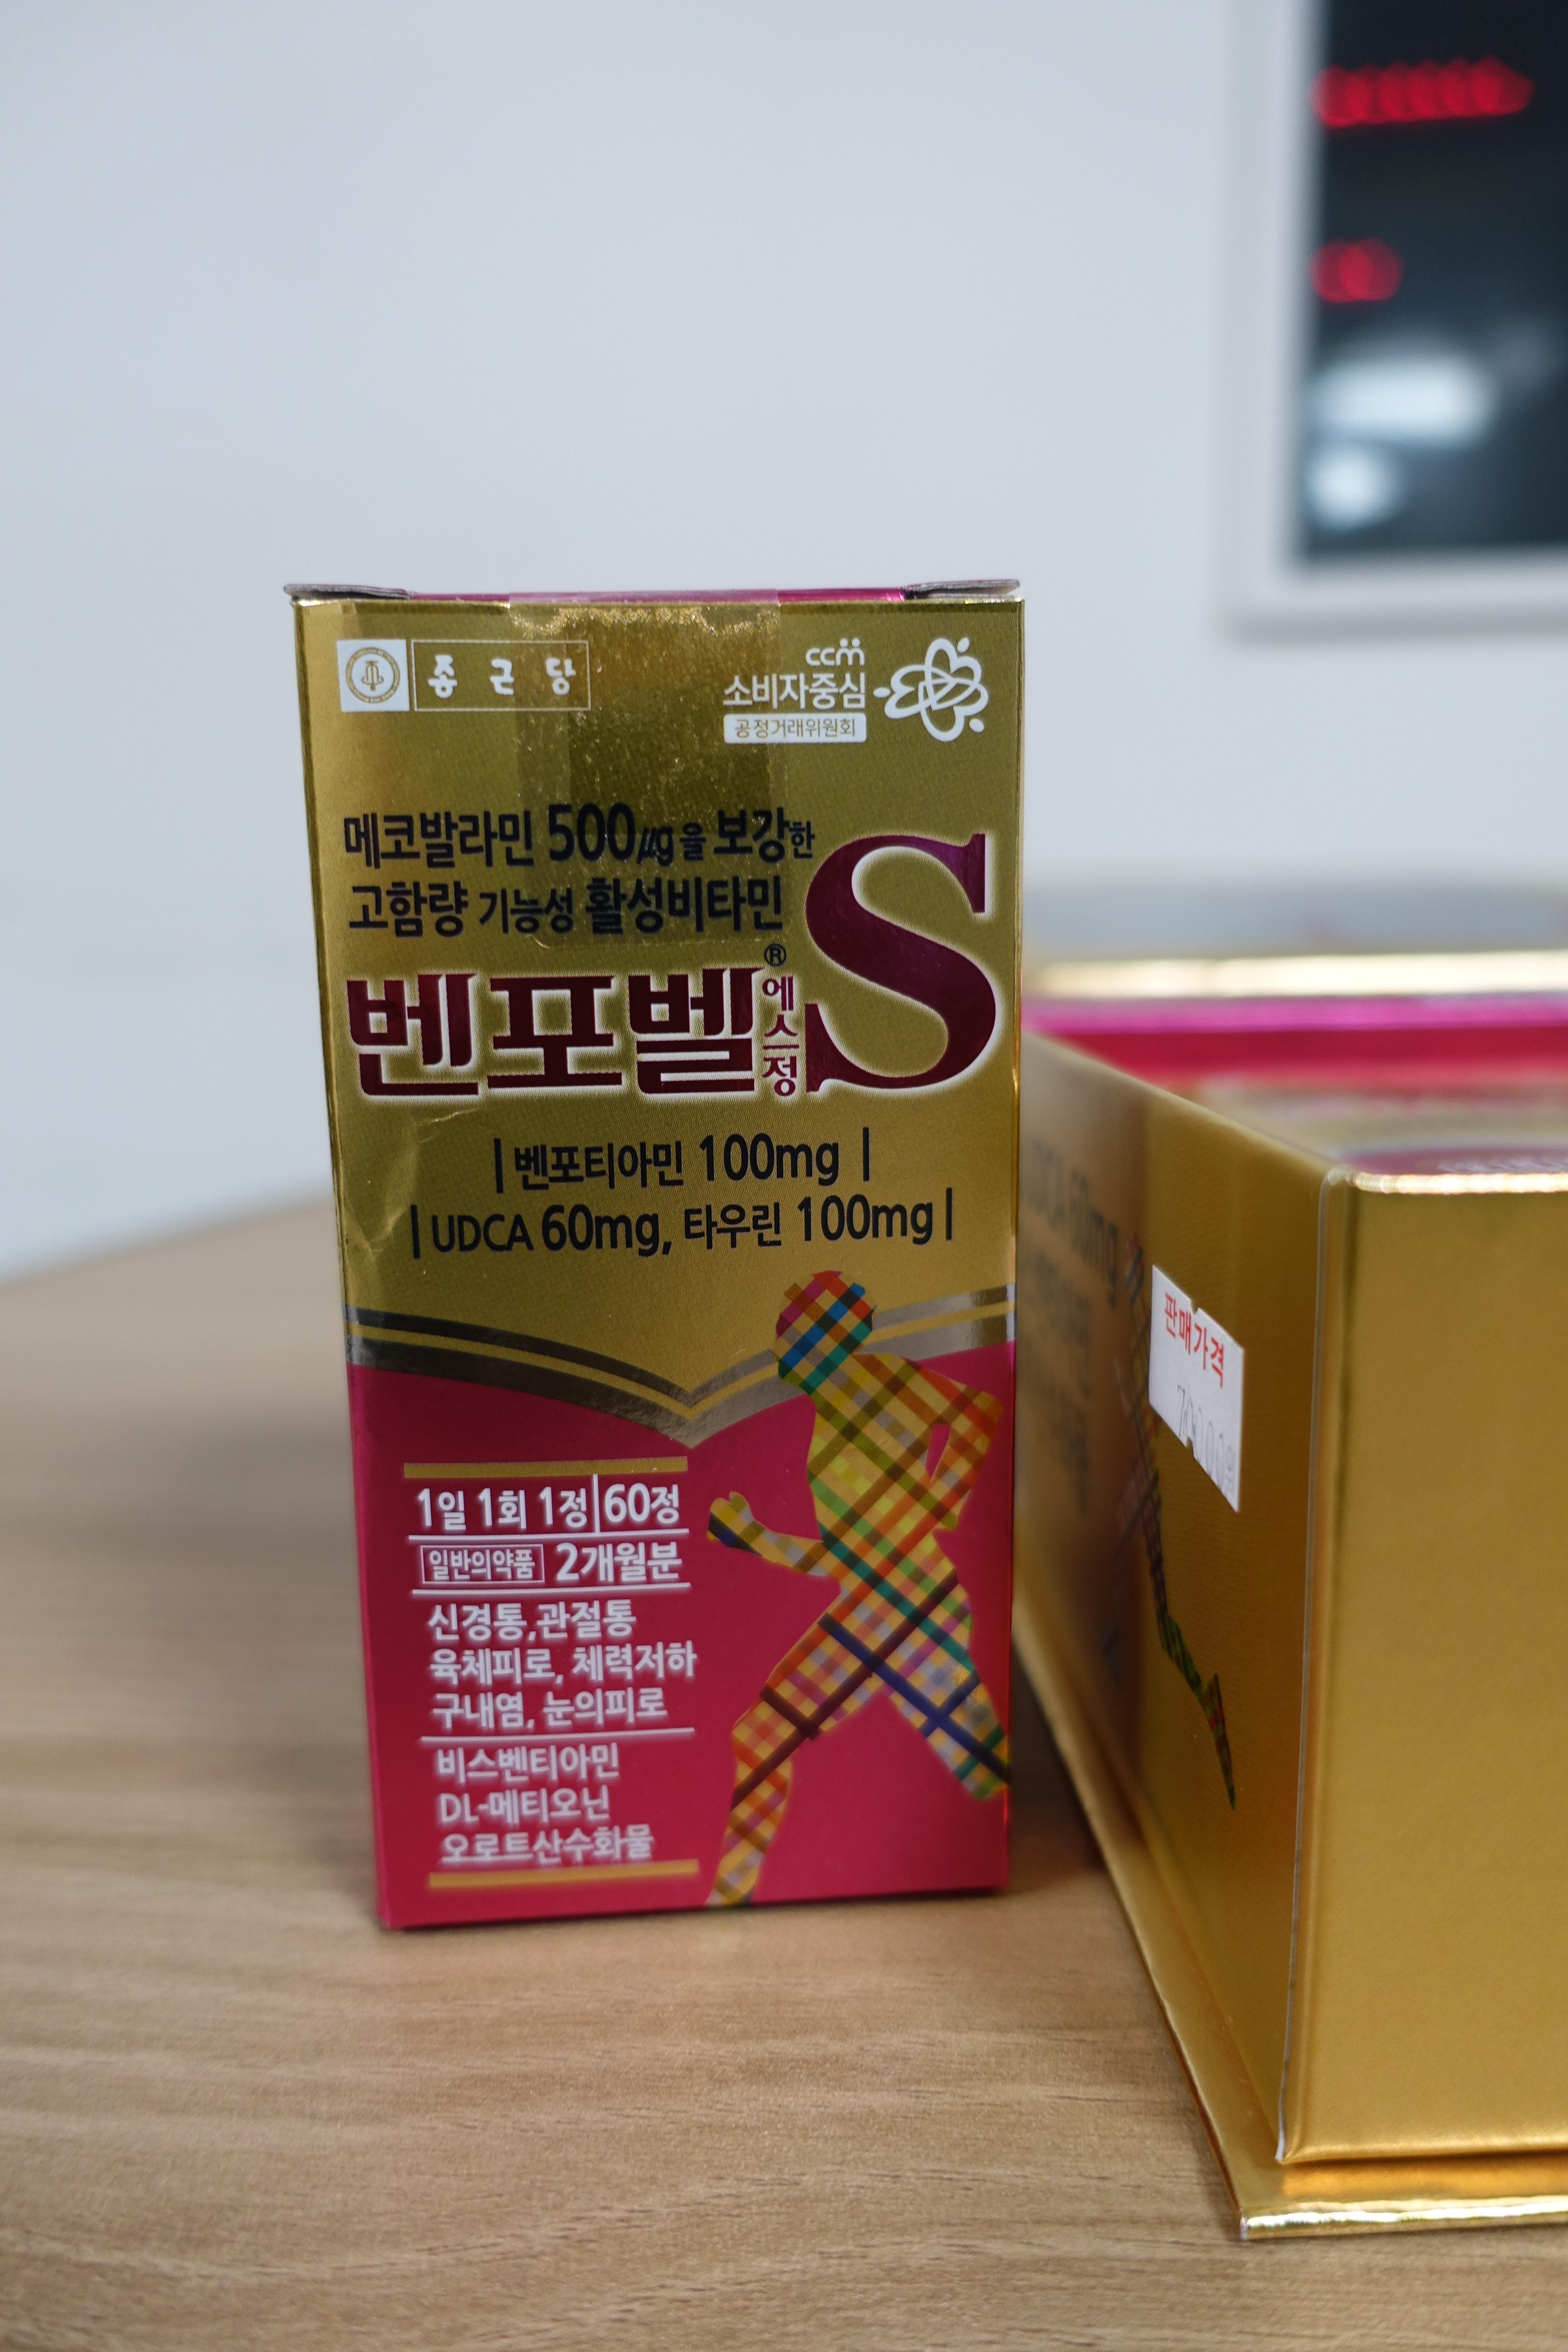 종근당
ccm
소비자중심
공정거래위원회
메코발라민 500㎍을 보강한
고함량 기능성 활성비타민
벤포벨® 에스정 S
| 벤포티아민 100mg |
| UDCA 60mg, 타우린 100mg |
1일 1회 1정 | 60정
일반의약품 2개월분
신경통, 관절통
육체피로, 체력저하
구내염, 눈의피로
비스벤티아민
DL-메티오닌
오로트산수화물
UDCA 60mg
판매가격